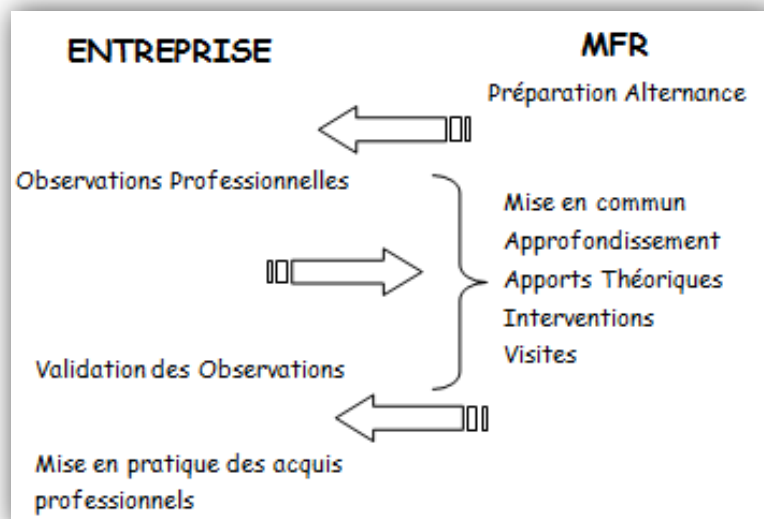 ENTREPRISE
MFR
Préparation Alternance
Observations Professionnelles
Mise en commun
Approfondissement
Apports Théoriques
Interventions
Visites
Validation des Observations
Mise en pratique des acquis
professionnels